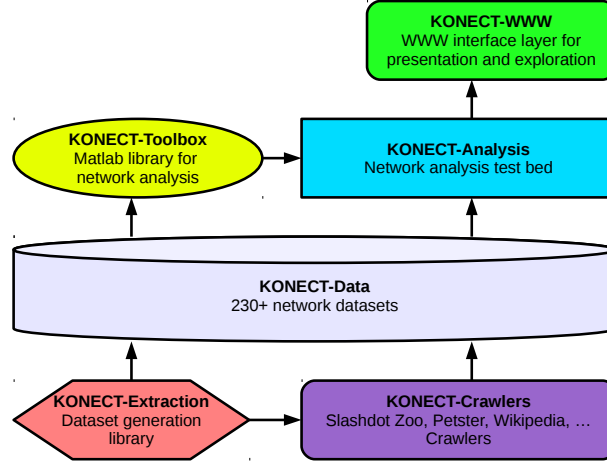 KONECT-WWW
WWW interface layer for
presentation and exploration
KONECT-Toolbox
Matlab library for
network analysis
KONECT-Analysis
Network analysis test bed
KONECT-Data
230+ network datasets
KONECT-Extraction
Dataset generation
library
KONECT-Crawlers
Slashdot Zoo, Petster, Wikipedia, …
Crawlers